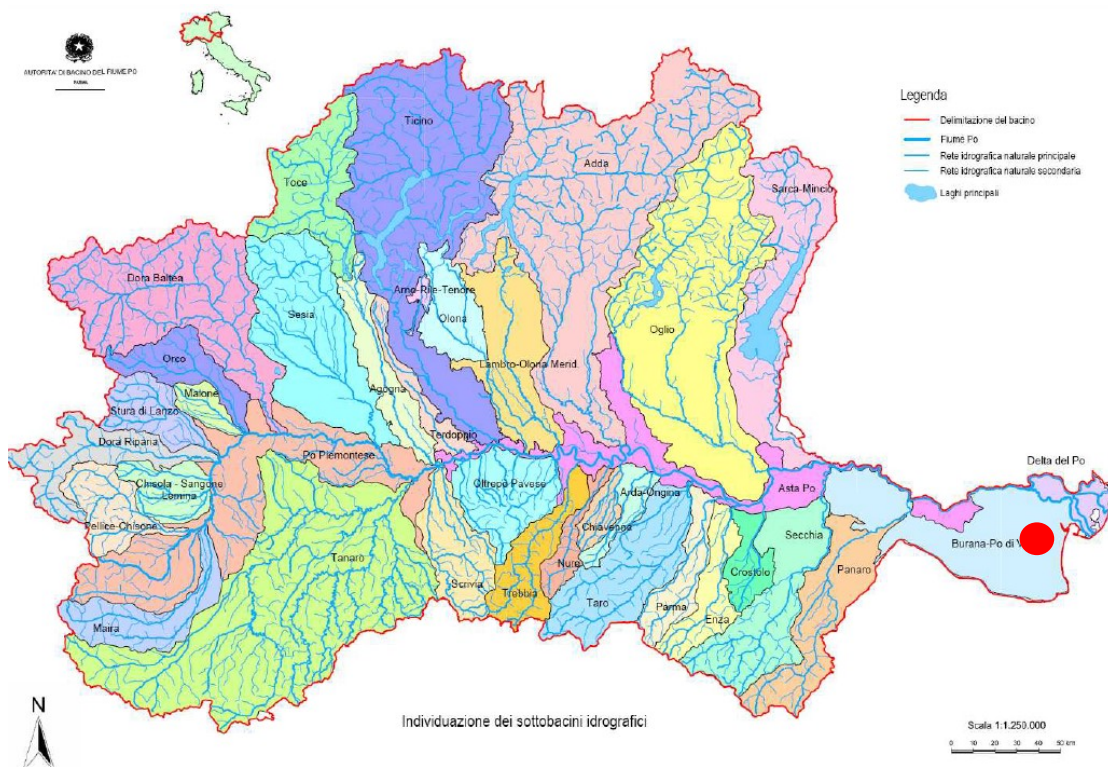 AUTORITA' DI BACINO DEL FIUME PO
PARMA
Legenda
Delimitazione del bacino
Fiume Po
Rete idrografica naturale principale
Rete idrografica naturale secondaria
Laghi principali
Ticino
Adda
Toce
Sarca-Mincio
Dora Baltea
Arno-Rile-Tenore
Olona
Sesia
Oglio
Orco
Lambro-Olona Merid.
Malone
Agogna
Stura di Lanzo
Terdoppio
Dora Riparia
Po Piemontese
Delta del Po
Chisola - Sangone
Lemina
Oltrepò Pavese
Arda-Ongina
Asta Po
Pellice-Chisone
Chiavenna
Secchia
Burana-Po di V
Tanaro
Nure
Crostolo
Panaro
Scrivia
Trebbia
Taro
Parma
Enza
Maira
N
Individuazione dei sottobacini idrografici
Scala 1:1.250.000
0 10 20 30 40 50 km